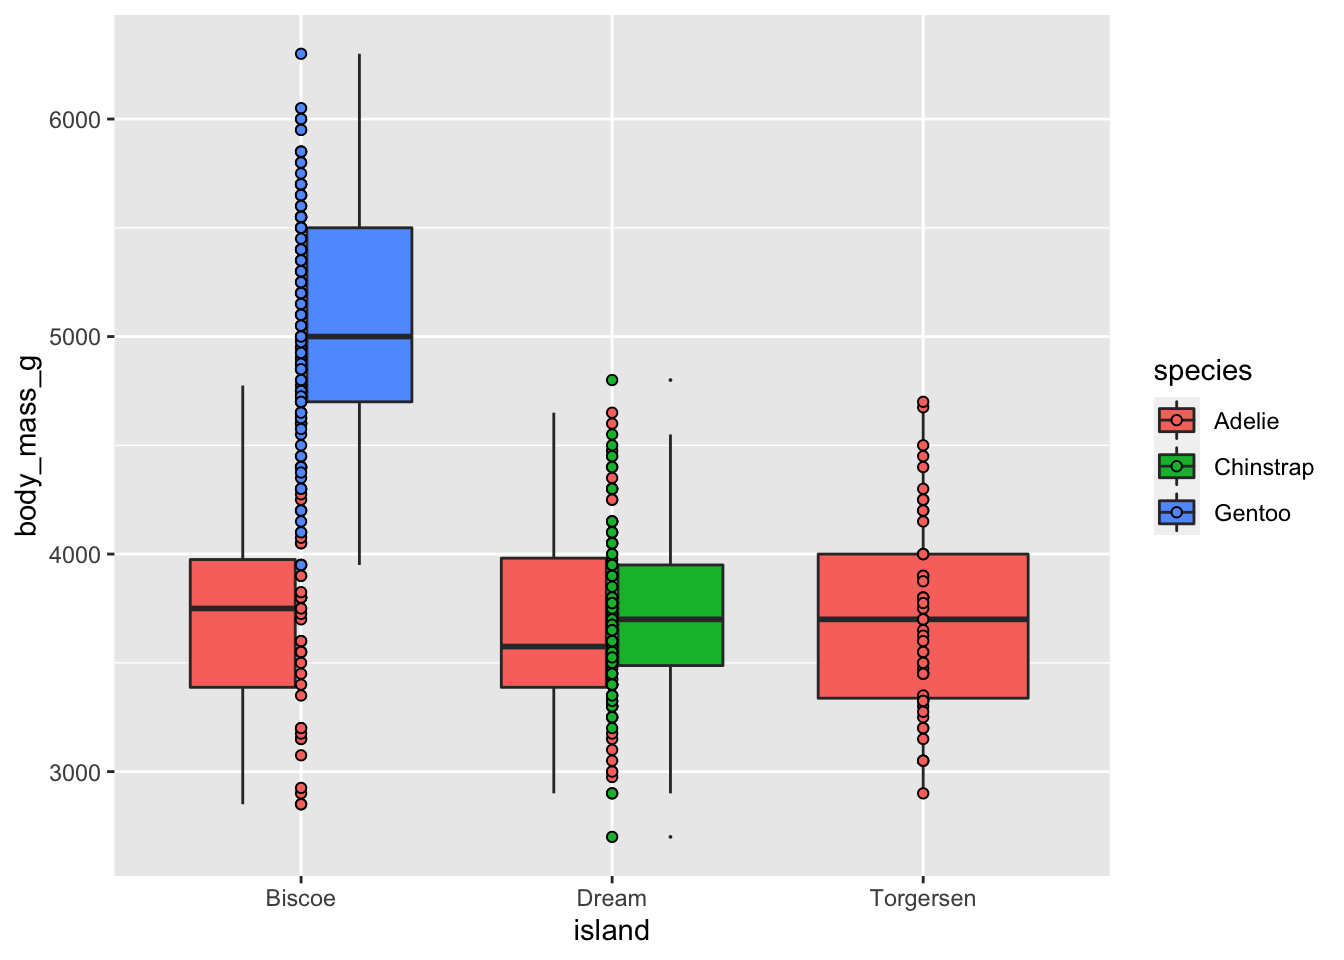 body_mass_g
6000
5000
4000
3000
Biscoe Dream Torgersen
island
species
Adelie
Chinstrap
Gentoo